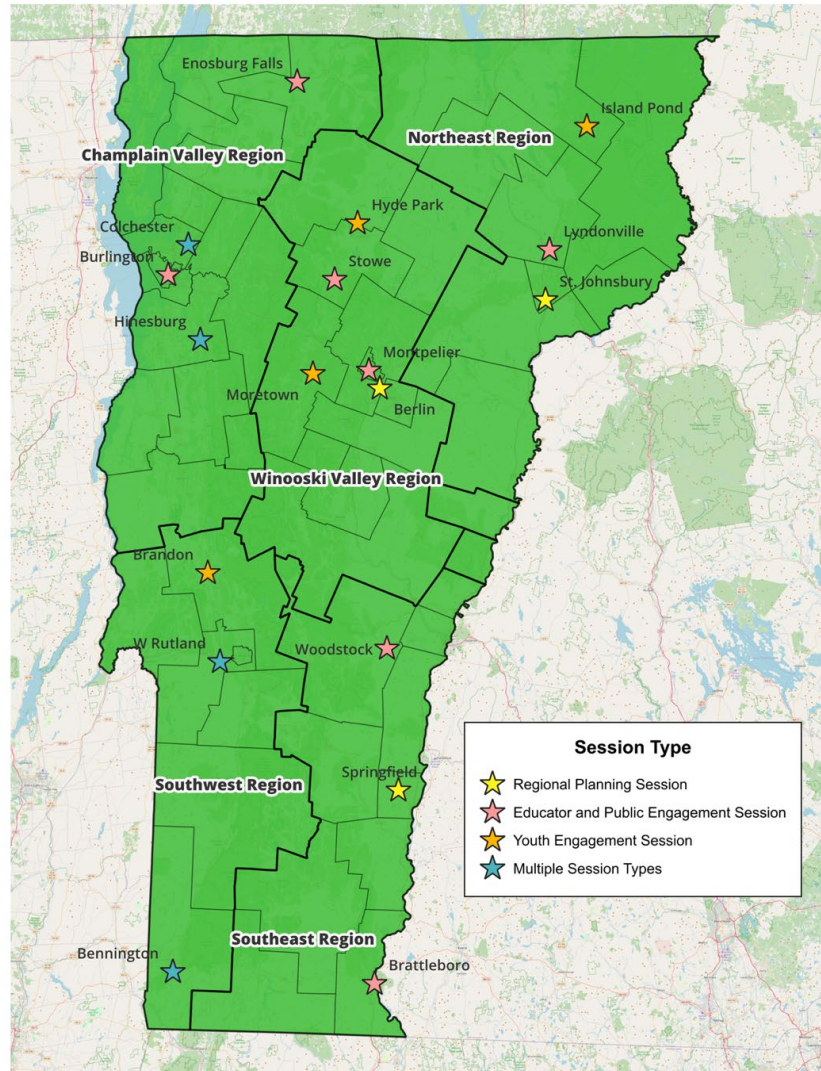 Enosburg Falls
Island Pond
Northeast Region
Champlain Valley Region
Hyde Park
Colchester
Lyndonville
Burlington
Stowe
St. Johnsbury
Hinesburg
Montpelier
Moretown
Berlin
Winooski Valley Region
Brandon
W Rutland
Woodstock
Session Type
Springfield
Regional Planning Session
Southwest Region
Educator and Public Engagement Session
Youth Engagement Session
Multiple Session Types
Southeast Region
Bennington
Brattleboro